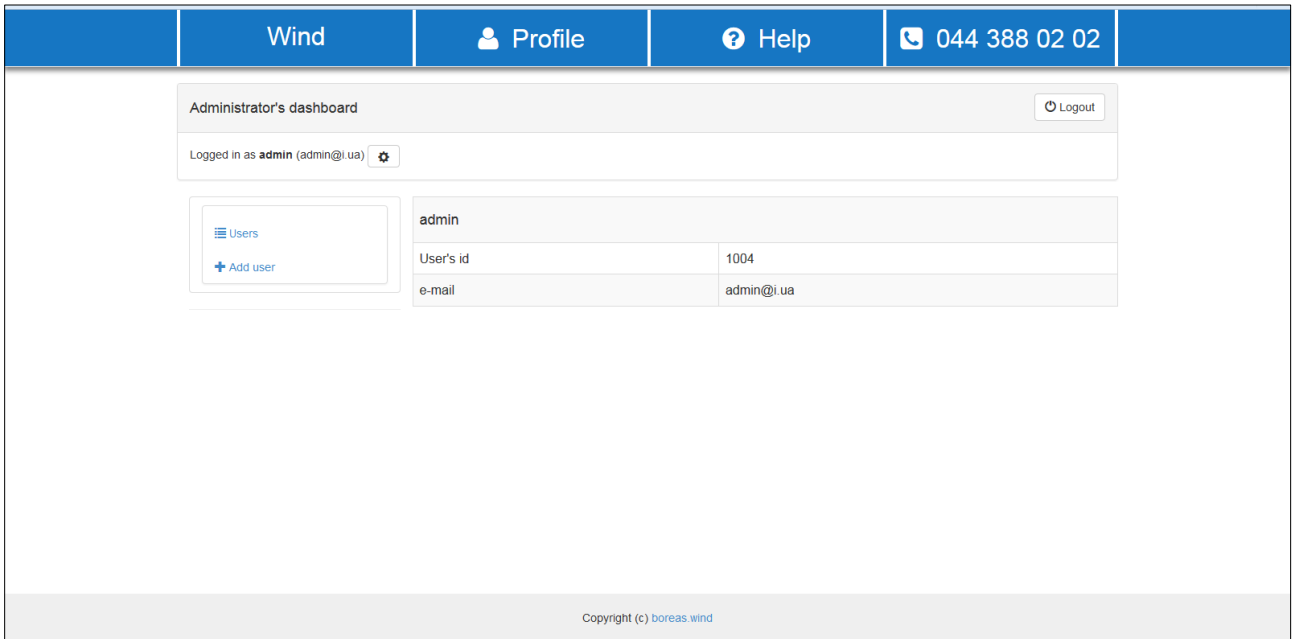 Wind Profile Help 044 388 02 02
Administrator's dashboard Logout
Logged in as admin (admin@i.ua)
Users
Add user
admin
User's id 1004
e-mail admin@i.ua
Copyright (c) boreas.wind